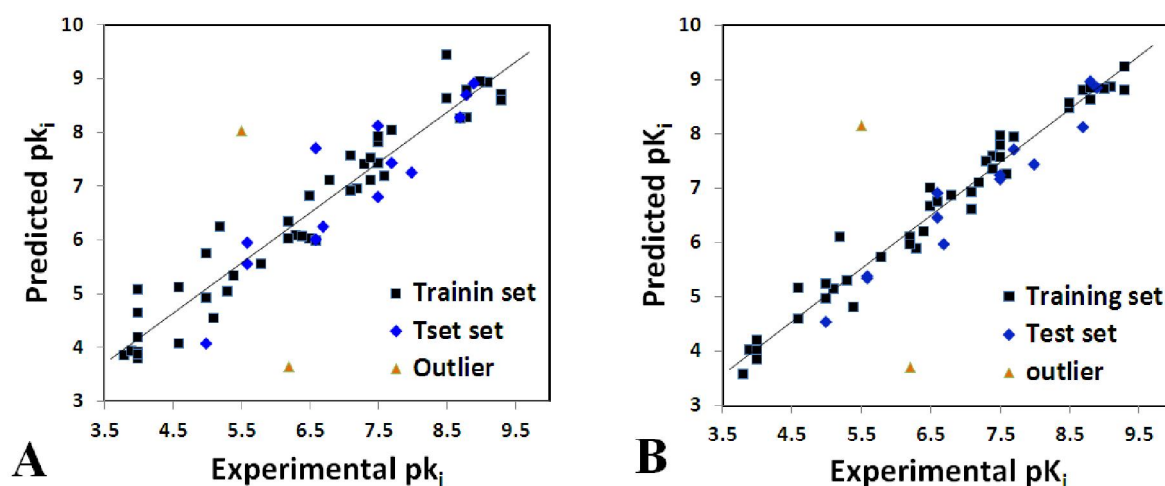 10
9
8
7
6
5
4
3
Predicted pki
Trainin set
Tset set
Outlier
3.5 4.5 5.5 6.5 7.5 8.5 9.5
Experimental pki
A
10
9
8
7
6
5
4
3
Predicted pKi
Training set
Test set
outlier
3.5 4.5 5.5 6.5 7.5 8.5 9.5
Experimental pKi
B